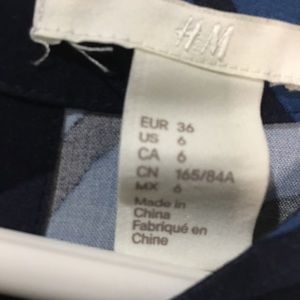 H&M
EUR 36
US 6
CA 6
CN 165/84A
MX 6
Made in
China
Fabriqué en
Chine